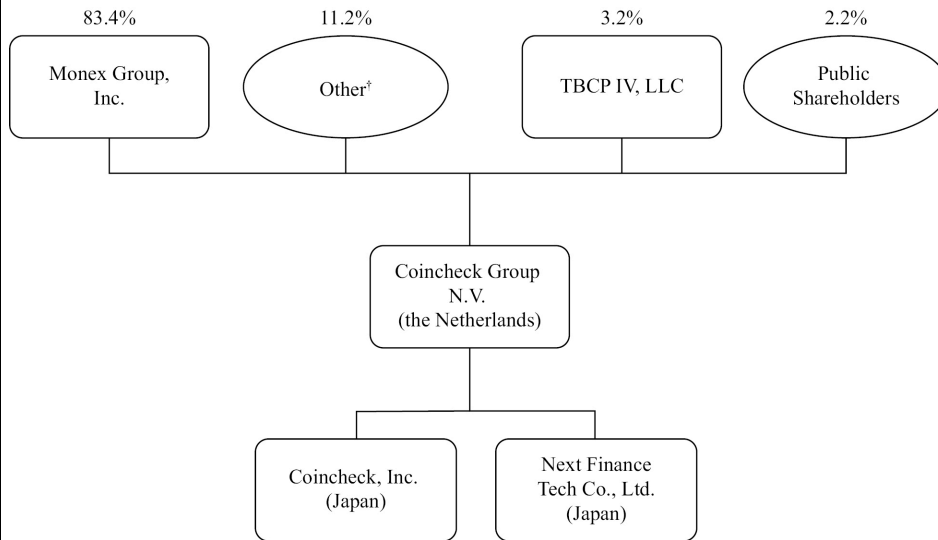 83.4%
11.2%
3.2%
2.2%
Monex Group,
Inc.
Other†
TBCP IV, LLC
Public
Shareholders
Coincheck Group
N.V.
(the Netherlands)
Coincheck, Inc.
(Japan)
Next Finance
Tech Co., Ltd.
(Japan)